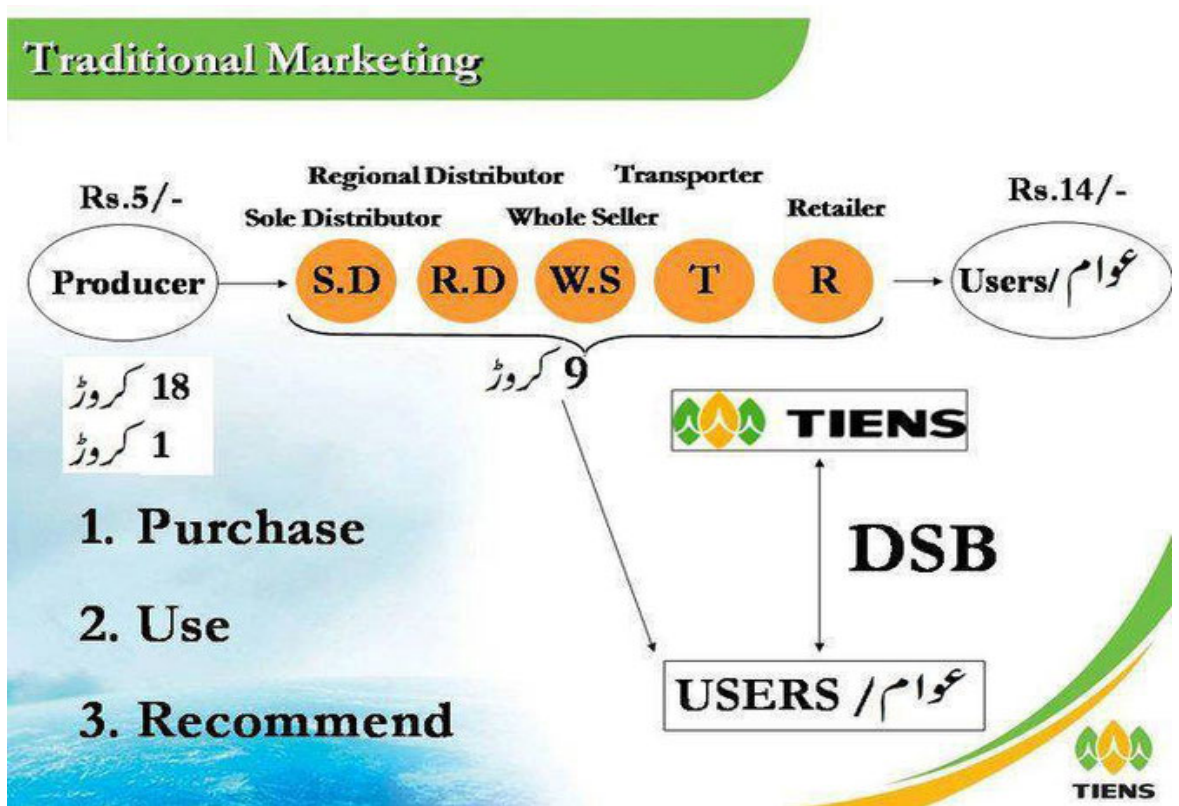 Traditional Marketing
Regional Distributor
Transporter
Rs.5/-
Rs.14/-
Sole Distributor
Whole Seller
Retailer
Producer
S.D
R.D
W.S
T
R
Users/عوام
9 کروڑ
18 کروڑ
1 کروڑ
TIENS
1. Purchase
DSB
2. Use
USERS /عوام
3. Recommend
TIENS